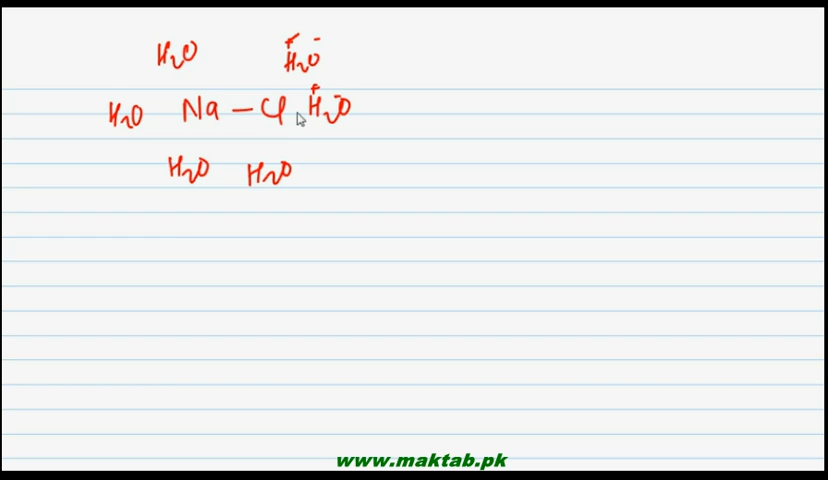 H₂O H₂O
+ -
H₂O Na — Cl H₂O
+ -
H₂O H₂O
www.maktab.pk